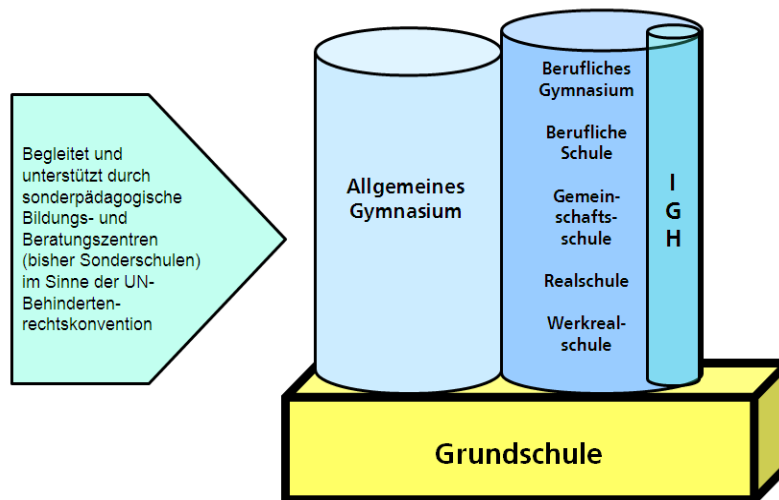 Begleitet und
unterstützt durch
sonderpädagogische
Bildungs- und
Beratungszentren
(bisher Sonderschulen)
im Sinne der UN-
Behinderten-
rechtskonvention
Allgemeines
Gymnasium
Berufliches
Gymnasium
Berufliche
Schule
Gemein-
schafts-
schule
Realschule
Werkreal-
schule
I
G
H
Grundschule